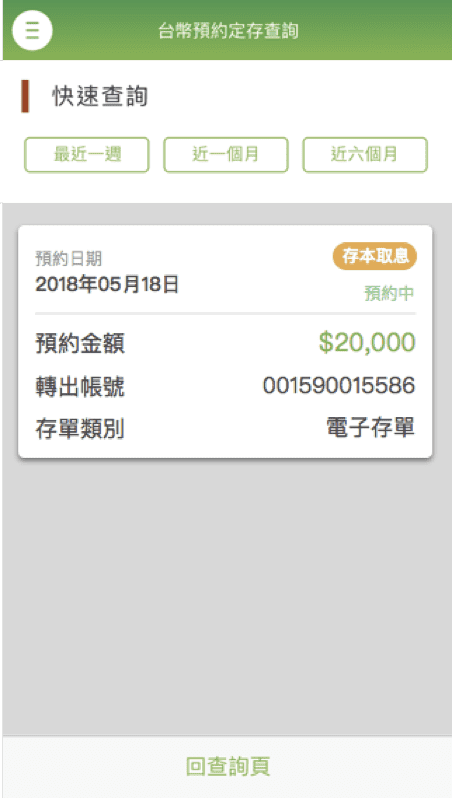 台幣預約定存查詢
快速查詢
最近一週 近一個月 近六個月
預約日期 存本取息
2018年05月18日 預約中
預約金額 $20,000
轉出帳號 001590015586
存單類別 電子存單
回查詢頁